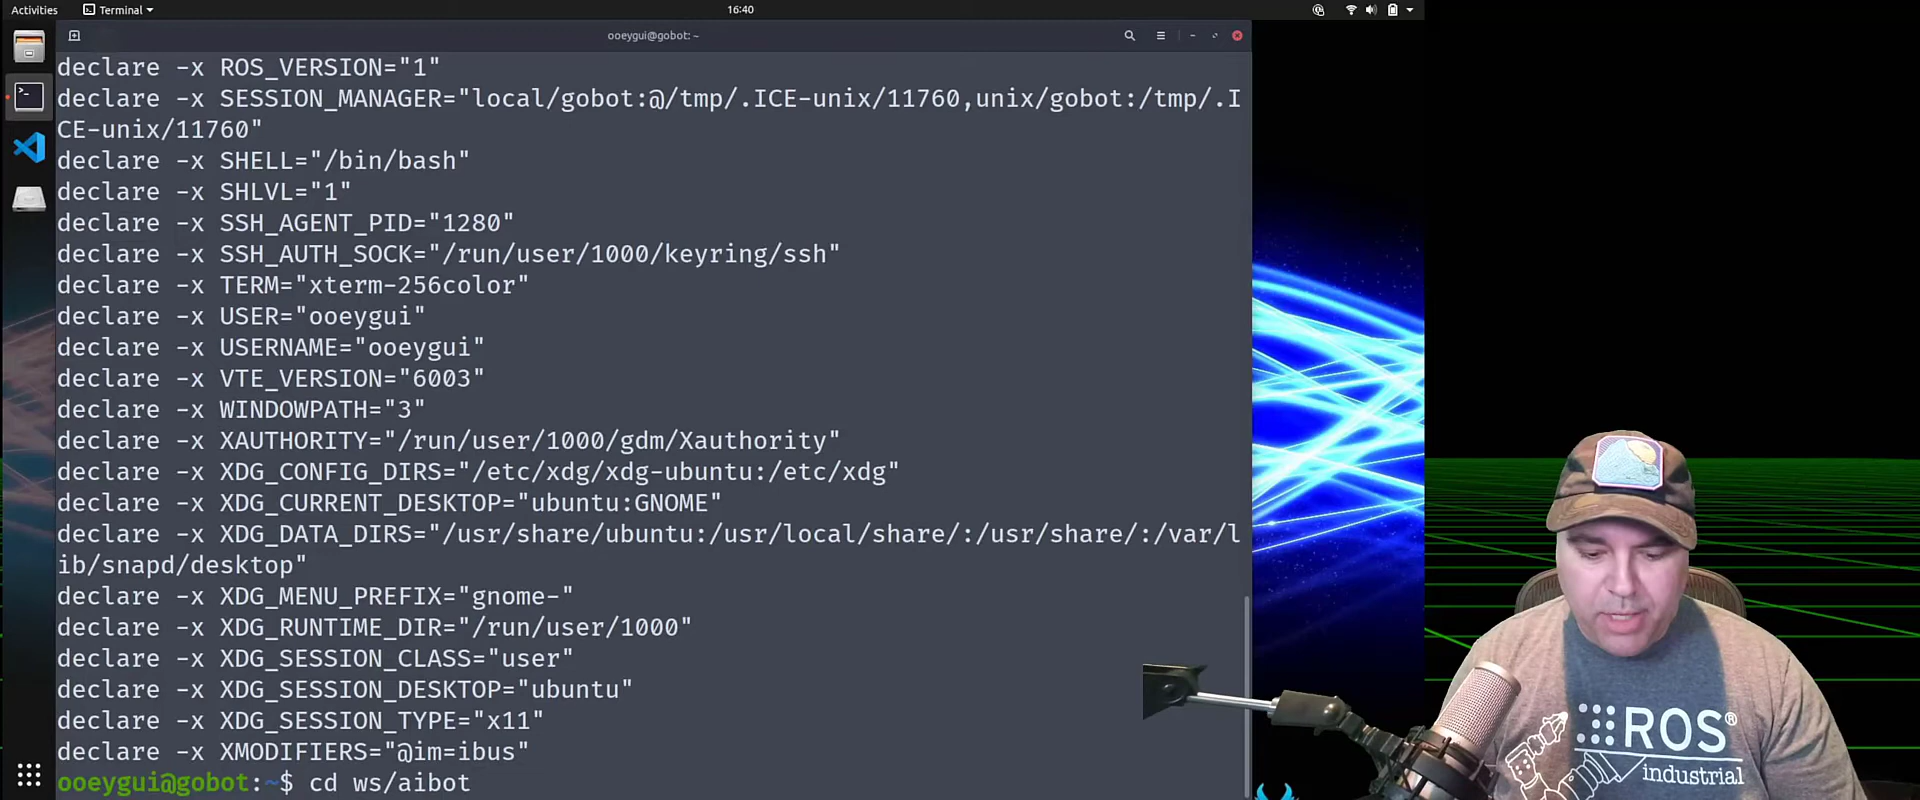 Activities
Terminal
16:40
ooeygui@gobot: ~
declare -x ROS_VERSION="1"
declare -x SESSION_MANAGER="local/gobot:@/tmp/.ICE-unix/11760,unix/gobot:/tmp/.I
CE-unix/11760"
declare -x SHELL="/bin/bash"
declare -x SHLVL="1"
declare -x SSH_AGENT_PID="1280"
declare -x SSH_AUTH_SOCK="/run/user/1000/keyring/ssh"
declare -x TERM="xterm-256color"
declare -x USER="ooeygui"
declare -x USERNAME="ooeygui"
declare -x VTE_VERSION="6003"
declare -x WINDOWPATH="3"
declare -x XAUTHORITY="/run/user/1000/gdm/Xauthority"
declare -x XDG_CONFIG_DIRS="/etc/xdg/xdg-ubuntu:/etc/xdg"
declare -x XDG_CURRENT_DESKTOP="ubuntu:GNOME"
declare -x XDG_DATA_DIRS="/usr/share/ubuntu:/usr/local/share/:/usr/share/:/var/l
ib/snapd/desktop"
declare -x XDG_MENU_PREFIX="gnome-"
declare -x XDG_RUNTIME_DIR="/run/user/1000"
declare -x XDG_SESSION_CLASS="user"
declare -x XDG_SESSION_DESKTOP="ubuntu"
declare -x XDG_SESSION_TYPE="x11"
declare -x XMODIFIERS="@im=ibus"
ooeygui@gobot:~$ cd ws/aibot
ROS®
industrial